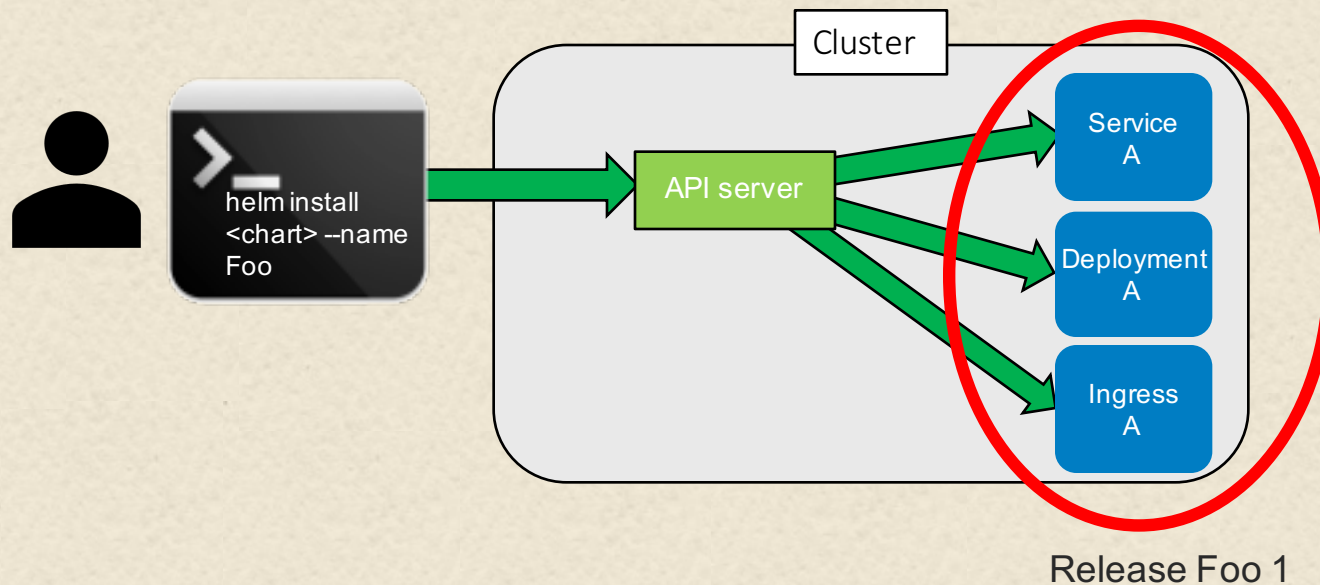 Cluster
>_
helm install
<chart> --name
Foo
API server
Service
A
Deployment
A
Ingress
A
Release Foo 1